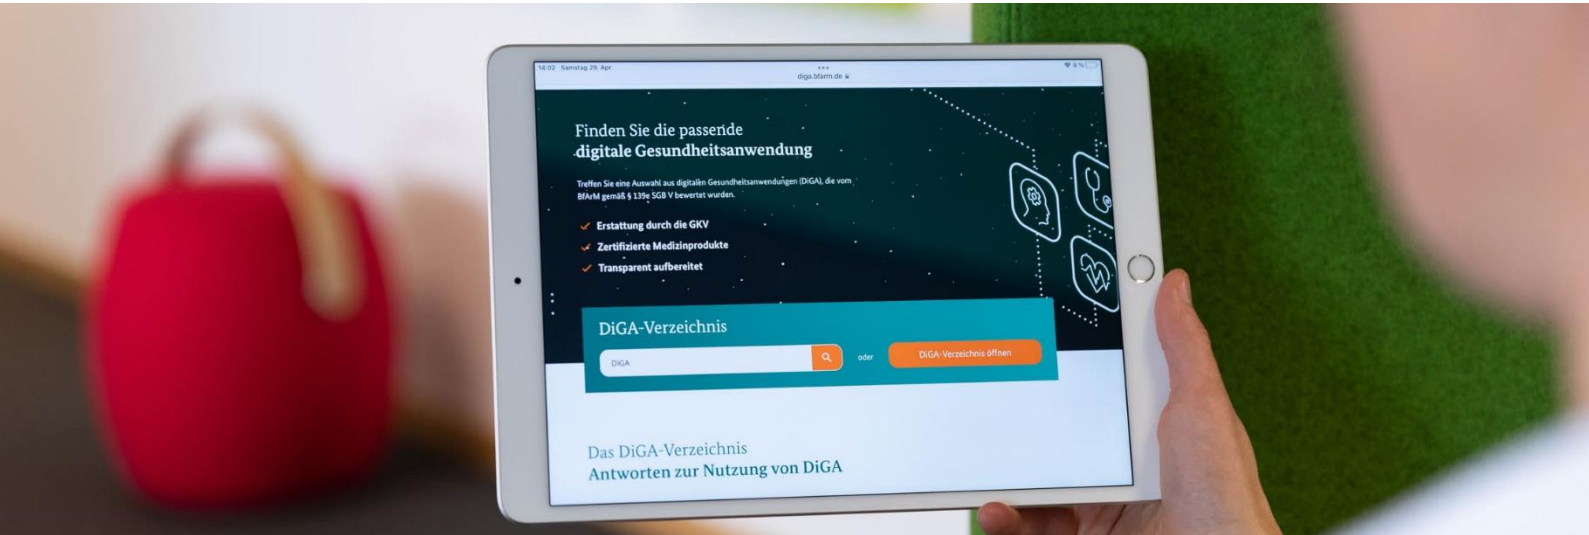 14:02 Samstag 29. Apr.
diga.bfarm.de
Finden Sie die passende
digitale Gesundheitsanwendung
Treffen Sie eine Auswahl aus digitalen Gesundheitsanwendungen (DiGA), die vom
BfArM gemäß § 139e SGB V bewertet wurden.
Erstattung durch die GKV
Zertifizierte Medizinprodukte
Transparent aufbereitet
DiGA-Verzeichnis
DiGA
oder
DiGA-Verzeichnis öffnen
Das DiGA-Verzeichnis
Antworten zur Nutzung von DiGA